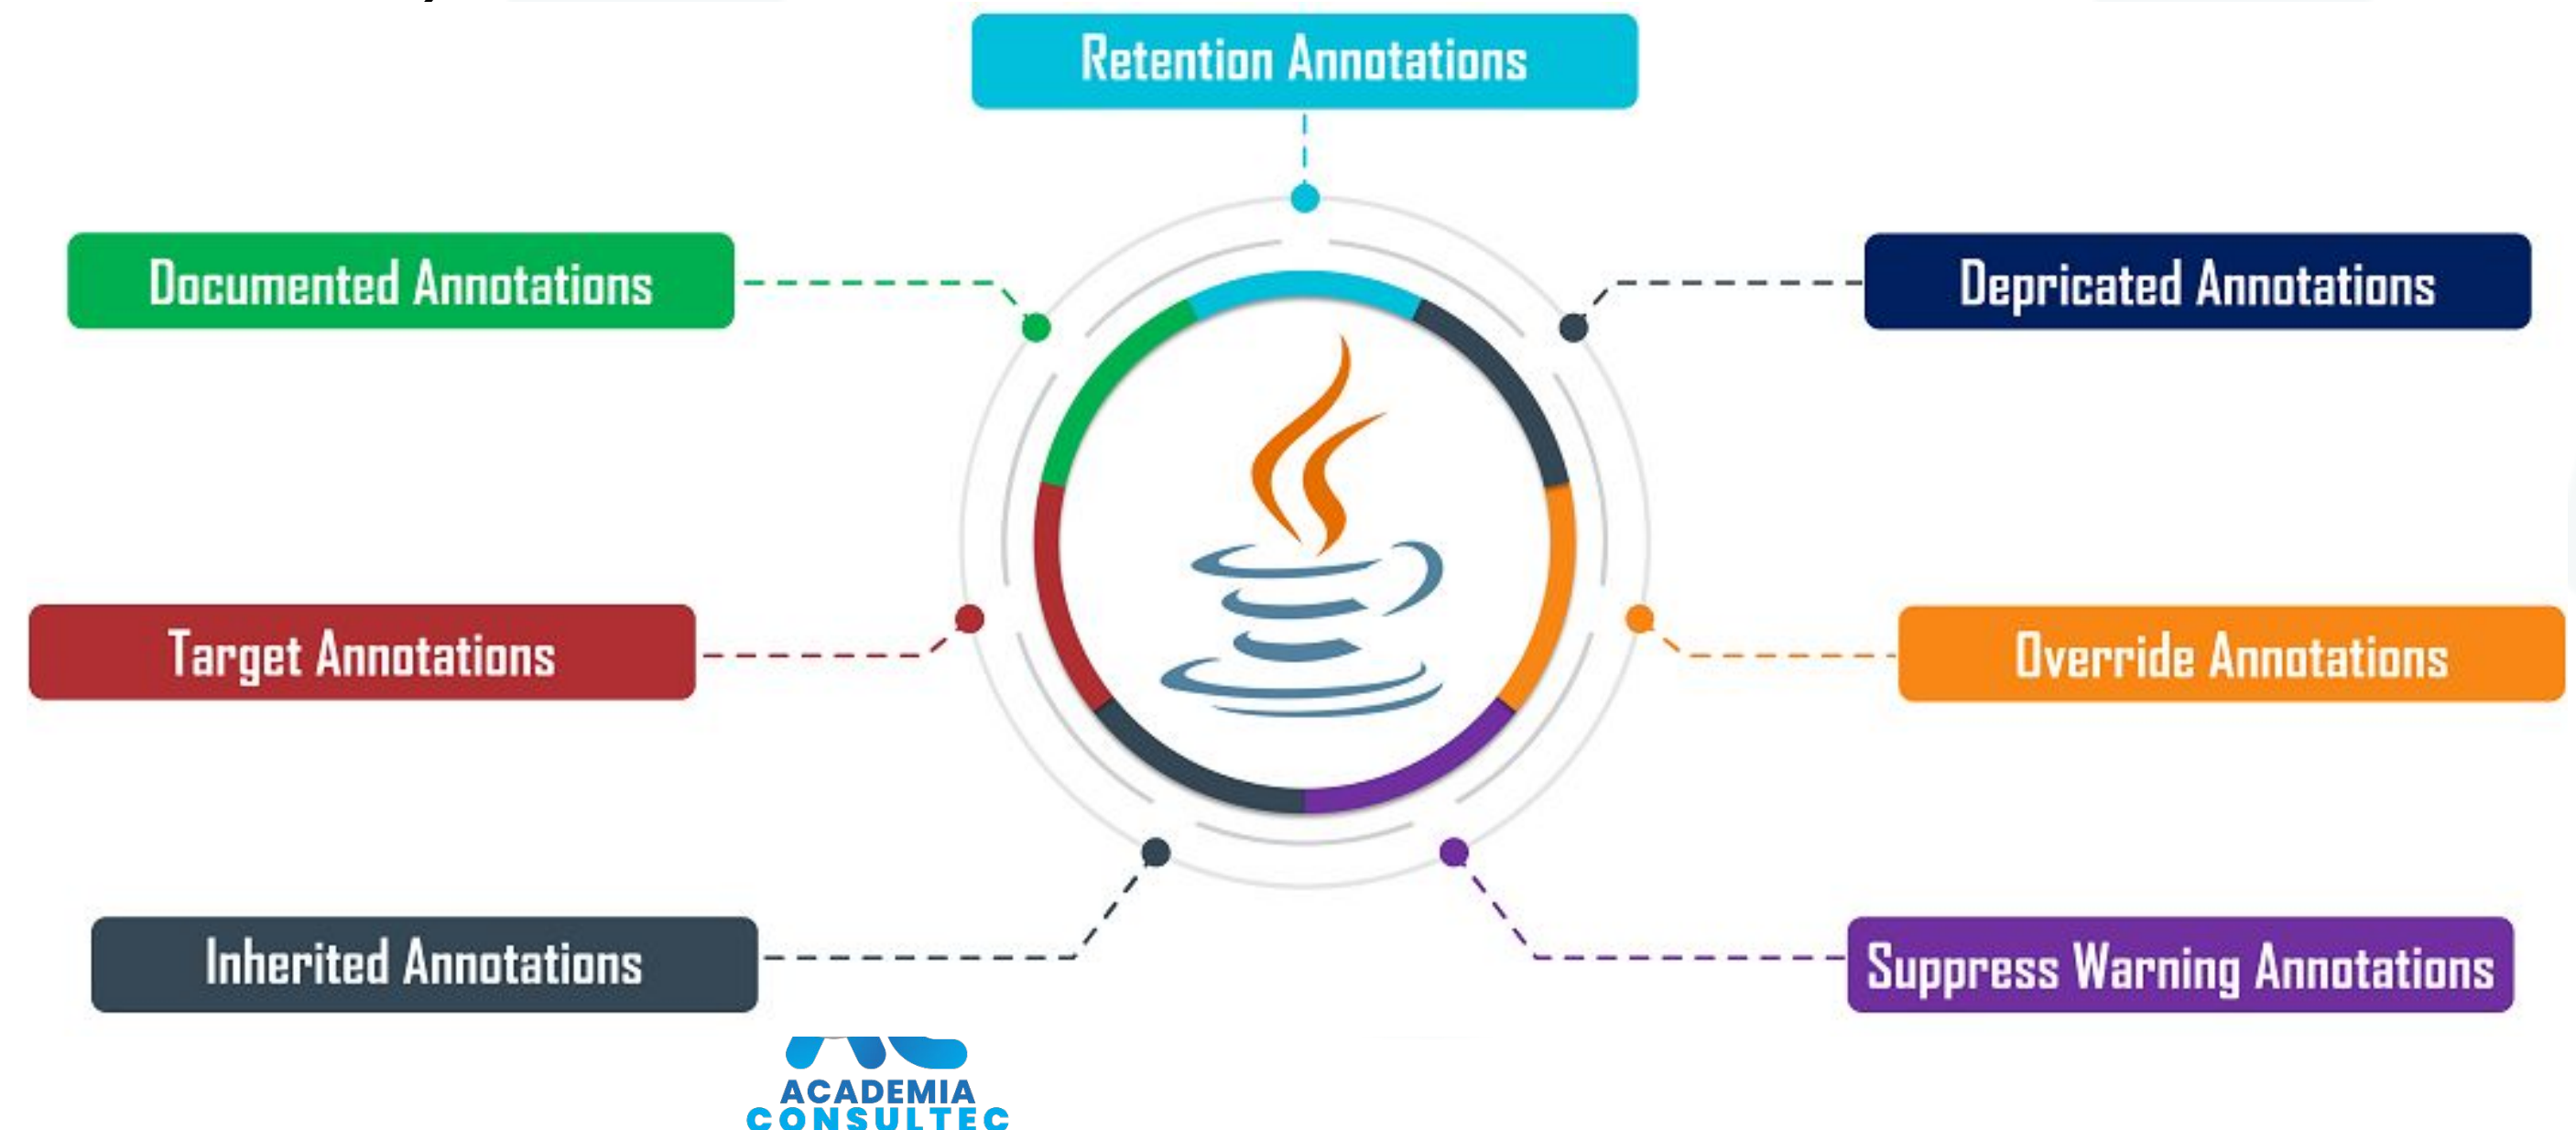 Retention Annotations
Documented Annotations
Depricated Annotations
Target Annotations
Override Annotations
Inherited Annotations
Suppress Warning Annotations
ACADEMIA
CONSULTEC